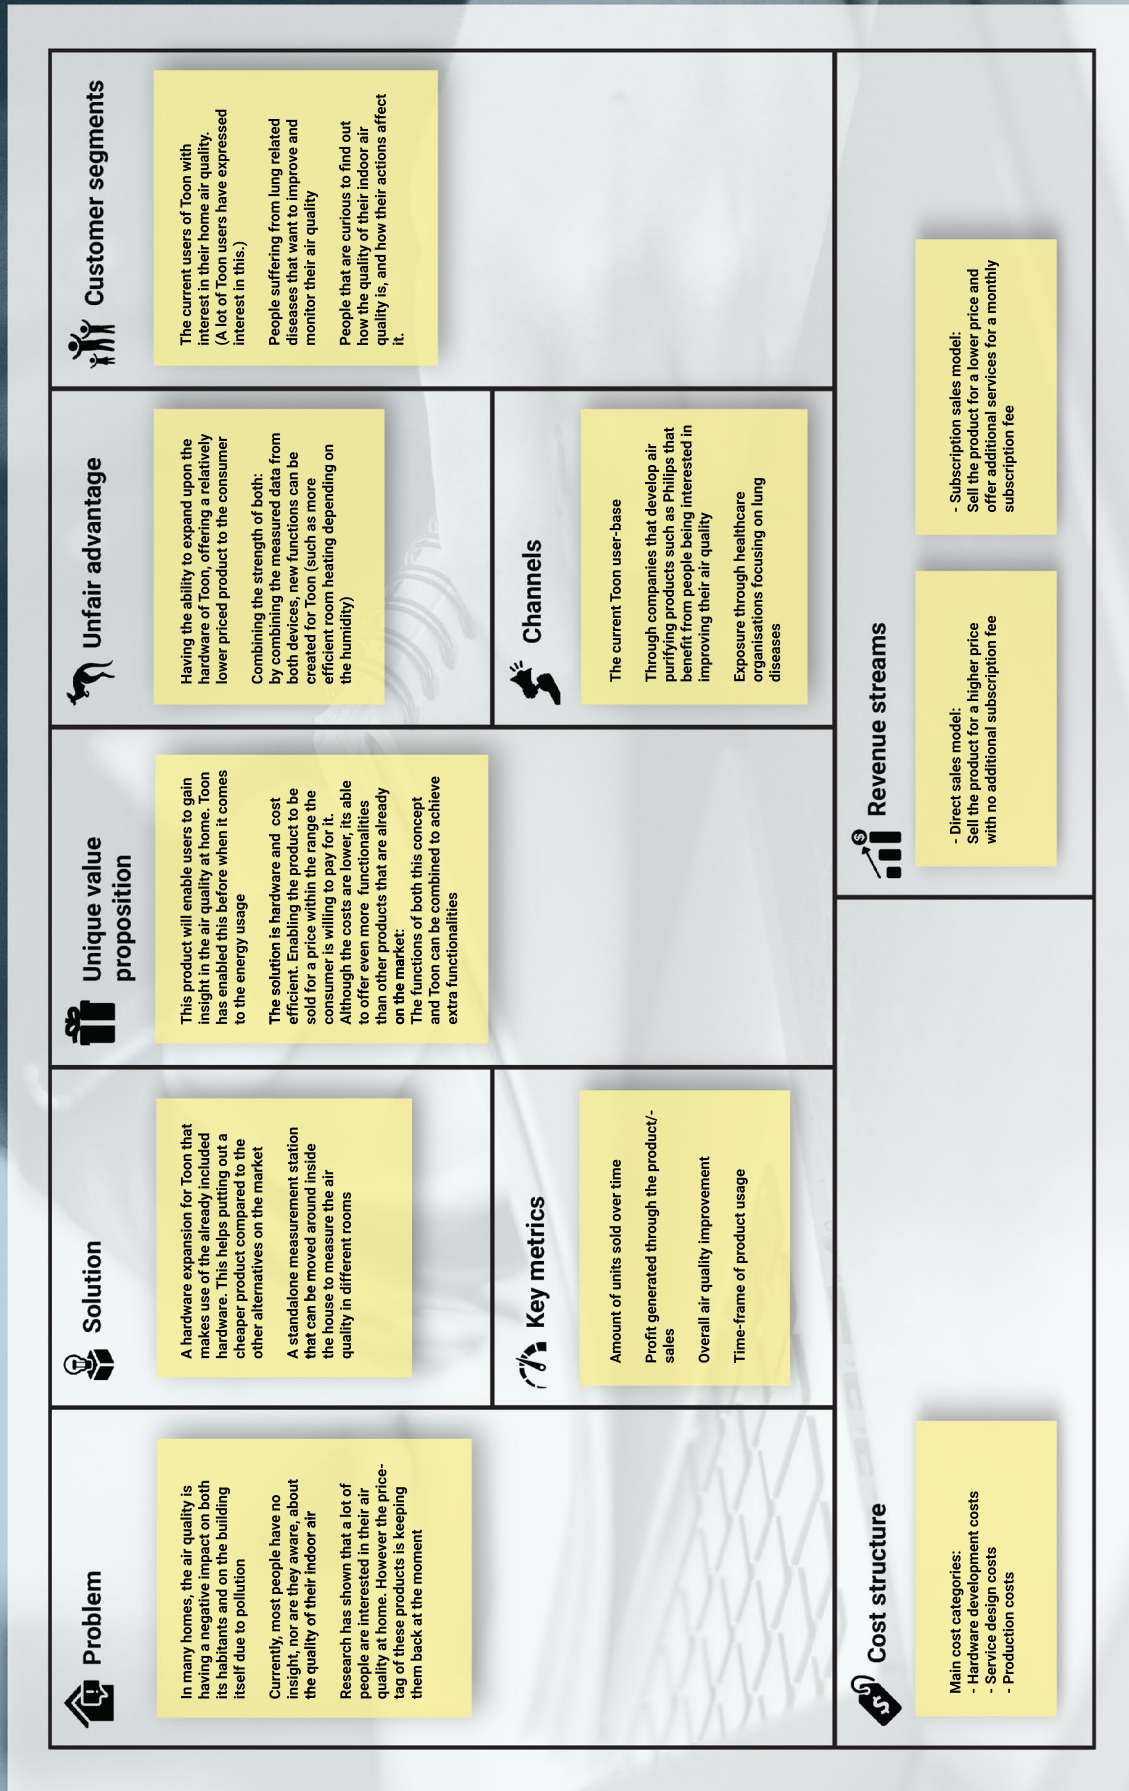 Problem
In many homes, the air quality is
having a negative impact on both
its habitants and on the building
itself due to pollution
Currently, most people have no
insight, nor are they aware, about
the quality of their indoor air
Research has shown that a lot of
people are interested in their air
quality at home. However the price-
tag of these products is keeping
them back at the moment
Solution
A hardware expansion for Toon that
makes use of the already included
hardware. This helps putting out a
cheaper product compared to the
other alternatives on the market
A standalone measurement station
that can be moved around inside
the house to measure the air
quality in different rooms
Key metrics
Amount of units sold over time
Profit generated through the product/-
sales
Overall air quality improvement
Time-frame of product usage
Unique value
proposition
This product will enable users to gain
insight in the air quality at home. Toon
has enabled this before when it comes
to the energy usage
The solution is hardware and cost
efficient. Enabling the product to be
sold for a price within the range the
consumer is willing to pay for it.
Although the costs are lower, its able
to offer even more functionalities
than other products that are already
on the market:
The functions of both this concept
and Toon can be combined to achieve
extra functionalities
Unfair advantage
Having the ability to expand upon the
hardware of Toon, offering a relatively
lower priced product to the consumer
Combining the strength of both:
by combining the measured data from
both devices, new functions can be
created for Toon (such as more
efficient room heating depending on
the humidity)
Channels
The current Toon user-base
Through companies that develop air
purifying products such as Philips that
benefit from people being interested in
improving their air quality
Exposure through healthcare
organisations focusing on lung
diseases
Customer segments
The current users of Toon with
interest in their home air quality.
(A lot of Toon users have expressed
interest in this.)
People suffering from lung related
diseases that want to improve and
monitor their air quality
People that are curious to find out
how the quality of their indoor air
quality is, and how their actions affect
it.
Cost structure
Main cost categories:
- Hardware development costs
- Service design costs
- Production costs
Revenue streams
- Direct sales model:
Sell the product for a higher price
with no additional subscription fee
- Subscription sales model:
Sell the product for a lower price and
offer additional services for a monthly
subscription fee